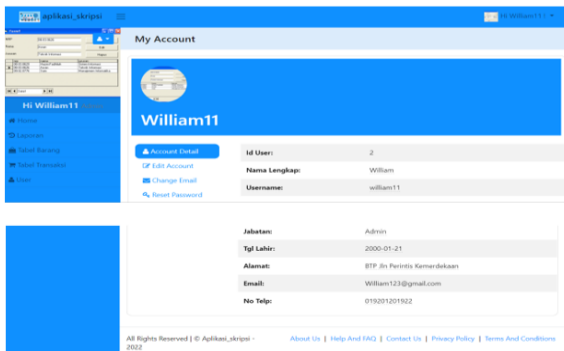 aplikasi_skripsi
Hi William11 !
My Account
Hi William11
William11
Home
Laporan
Tabel Barang
Tabel Transaksi
User
Account Detail
Edit Account
Change Email
Reset Password
Id User: 2
Nama Lengkap: William
Username: william11
Jabatan: Admin
Tgl Lahir: 2000-01-21
Alamat: BTP Jln Perintis Kemerdekaan
Email: William123@gmail.com
No Telp: 019201201922
All Rights Reserved | © Aplikasi_skripsi -
2022
About Us | Help And FAQ | Contact Us | Privacy Policy | Terms And Conditions